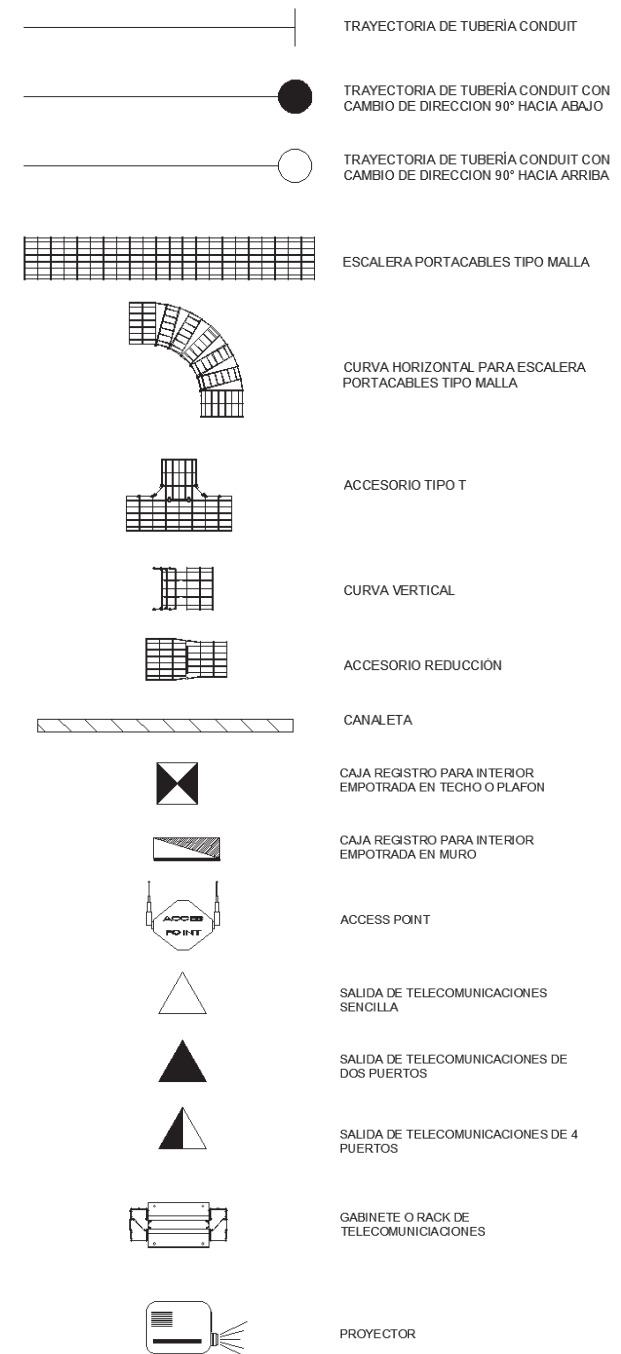 TRAYECTORIA DE TUBERÍA CONDUIT
TRAYECTORIA DE TUBERÍA CONDUIT CON
CAMBIO DE DIRECCION 90° HACIA ABAJO
TRAYECTORIA DE TUBERÍA CONDUIT CON
CAMBIO DE DIRECCION 90° HACIA ARRIBA
ESCALERA PORTACABLES TIPO MALLA
CURVA HORIZONTAL PARA ESCALERA
PORTACABLES TIPO MALLA
ACCESORIO TIPO T
CURVA VERTICAL
ACCESORIO REDUCCIÓN
CANALETA
CAJA REGISTRO PARA INTERIOR
EMPOTRADA EN TECHO O PLAFON
CAJA REGISTRO PARA INTERIOR
EMPOTRADA EN MURO
ACCES
POINT
ACCESS POINT
SALIDA DE TELECOMUNICACIONES
SENCILLA
SALIDA DE TELECOMUNICACIONES DE
DOS PUERTOS
SALIDA DE TELECOMUNICACIONES DE 4
PUERTOS
GABINETE O RACK DE
TELECOMUNICIACIONES
PROYECTOR